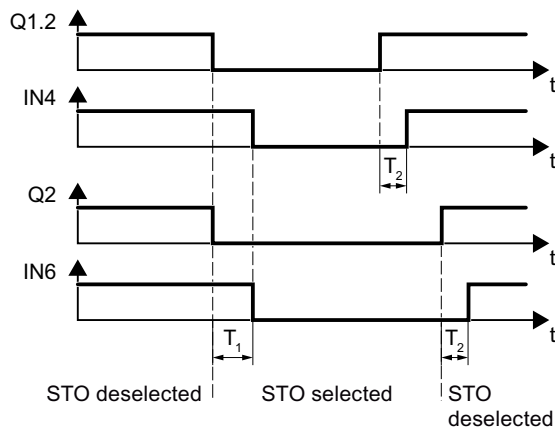 Q1.2
t
IN4
t
T2
Q2
t
IN6
t
T1
T2
STO deselected
STO selected
STO
deselected